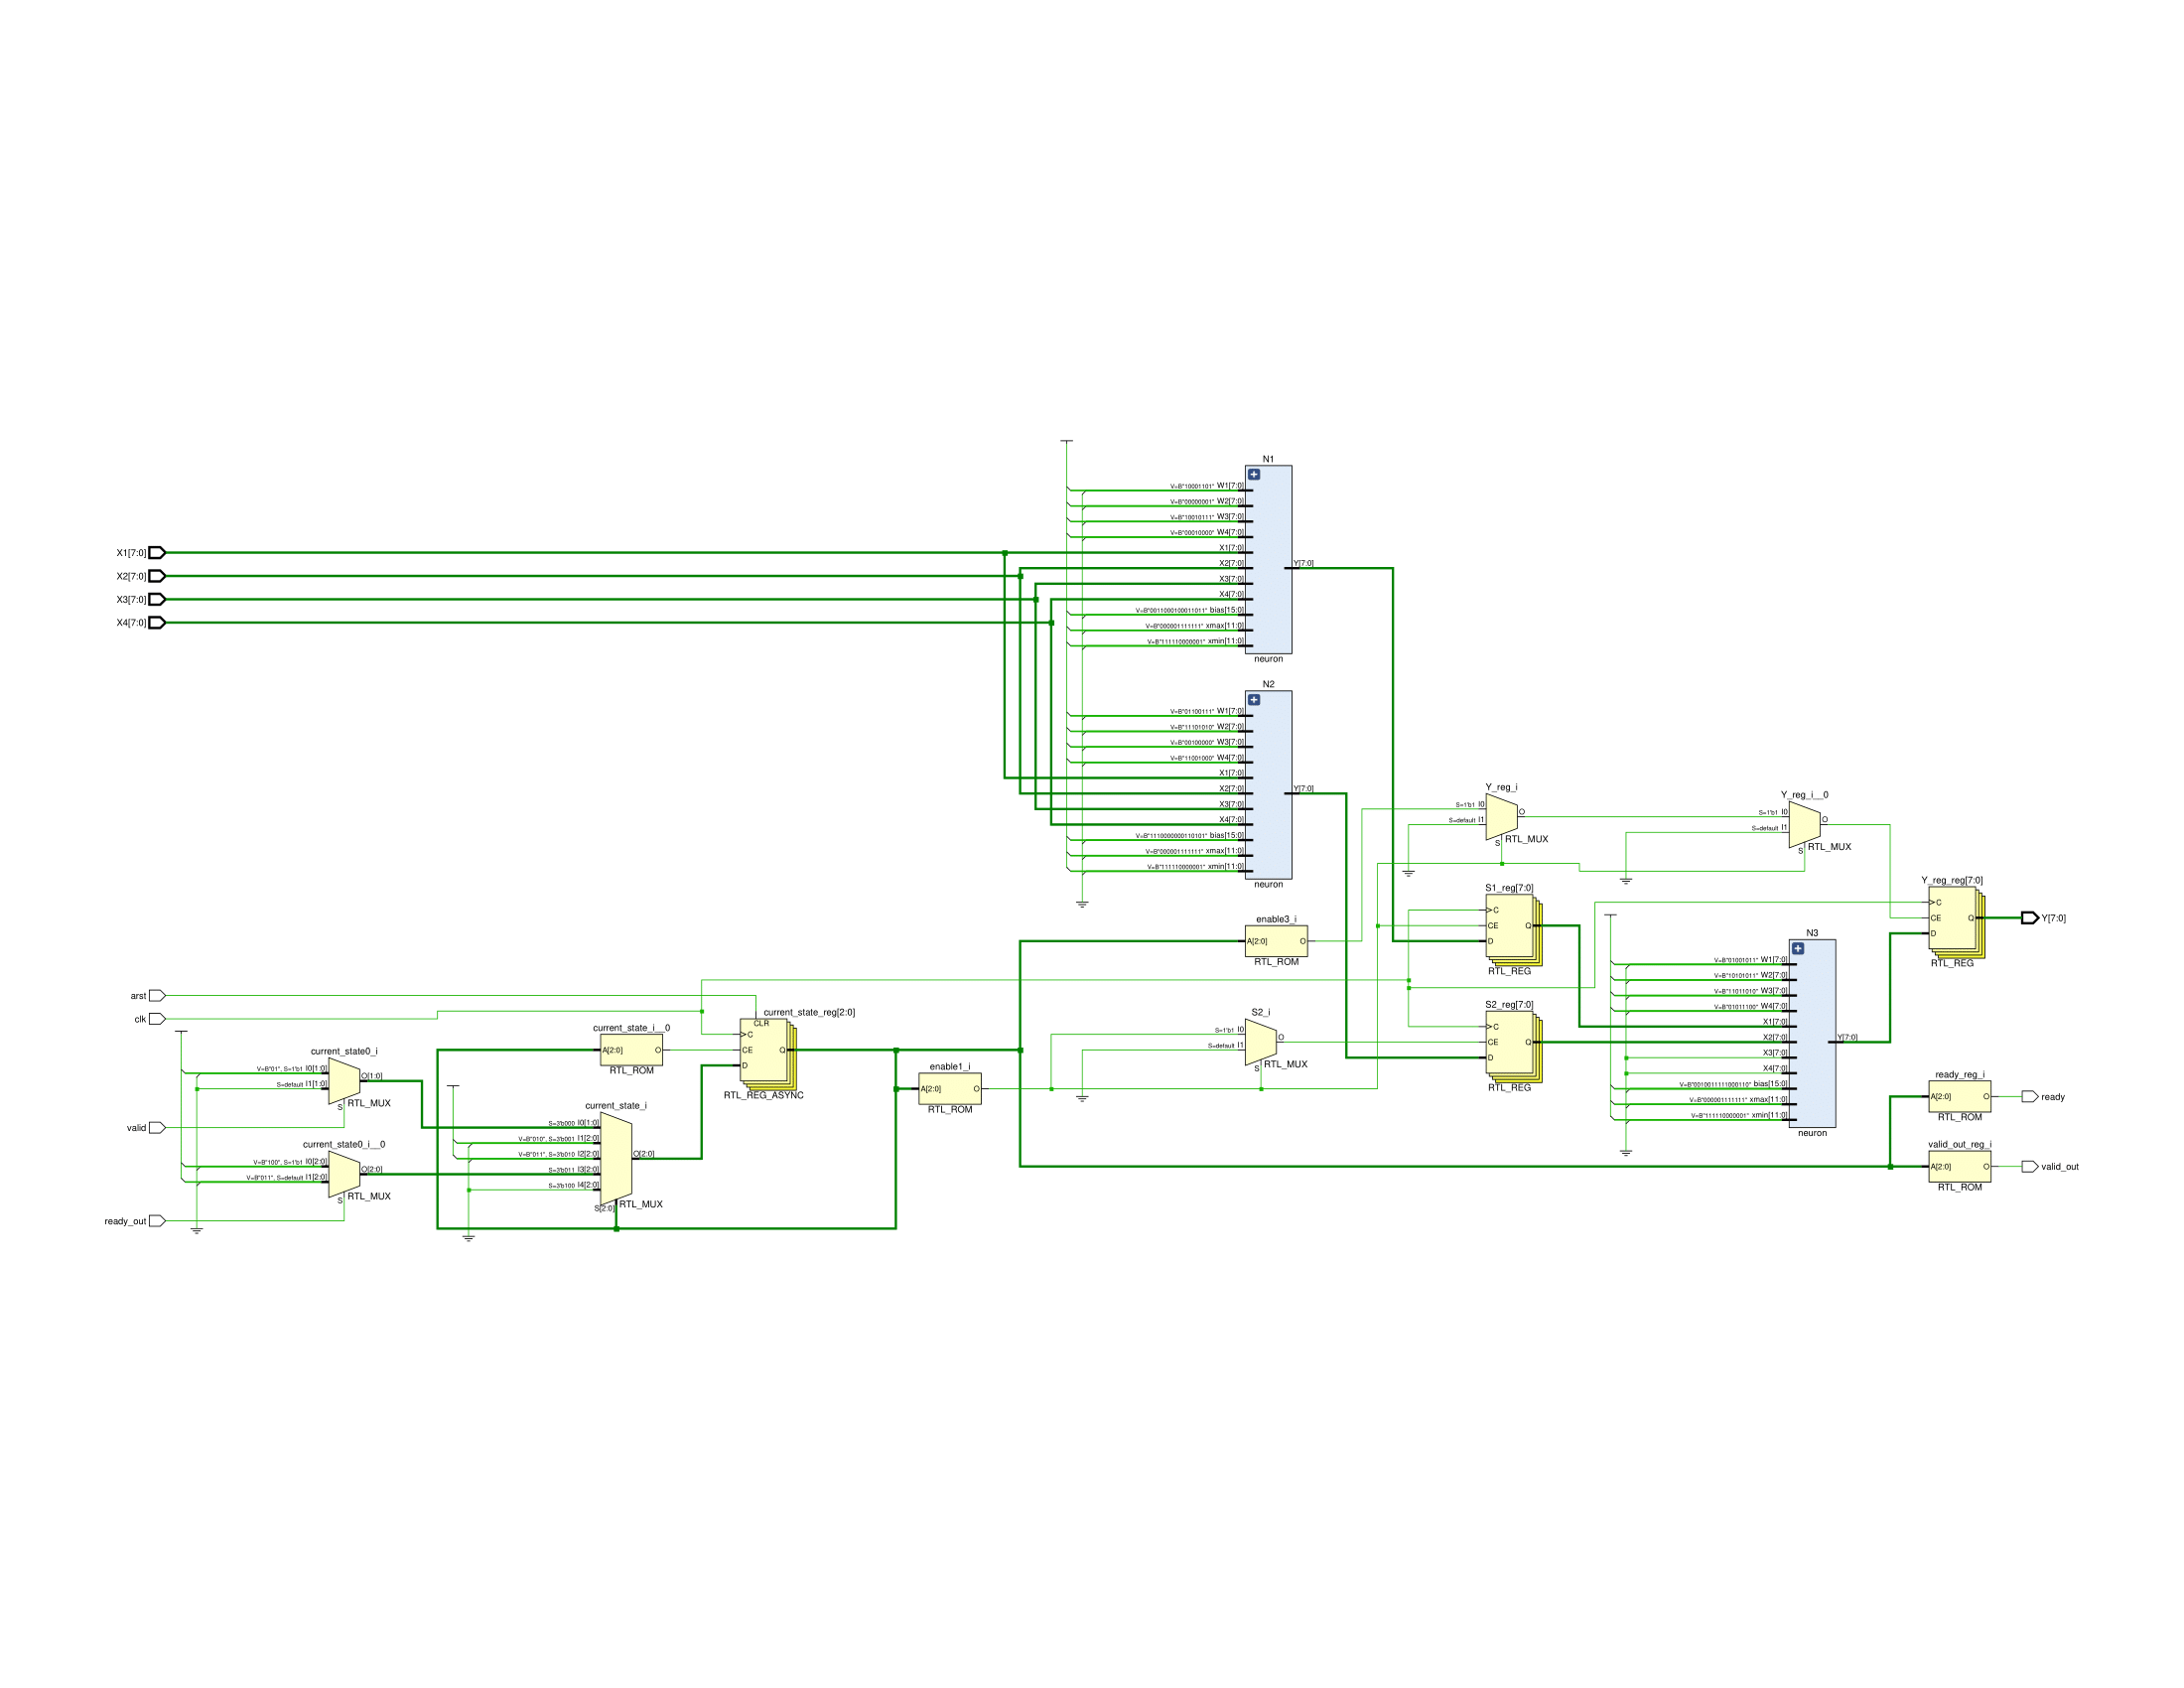 X1[7:0]
X2[7:0]
X3[7:0]
X4[7:0]
arst
clk
valid
ready_out
current_state0_i
V=B"01", S=1'b1 I0[1:0]
S=default I1[1:0]
O[1:0]
S
RTL_MUX
current_state0_i__0
V=B"100", S=1'b1 I0[2:0]
V=B"011", S=default I1[2:0]
O[2:0]
S
RTL_MUX
current_state_i__0
A[2:0]
O
RTL_ROM
current_state_i
S=3'b000 I0[1:0]
V=B"010", S=3'b001 I1[2:0]
V=B"011", S=3'b010 I2[2:0]
S=3'b011 I3[2:0]
S=3'b100 I4[2:0]
O[2:0]
S[2:0]
RTL_MUX
current_state_reg[2:0]
CLR
C
CE
D
Q
RTL_REG_ASYNC
enable1_i
A[2:0]
O
RTL_ROM
N1
V=B"10001101" W1[7:0]
V=B"00000001" W2[7:0]
V=B"10010111" W3[7:0]
V=B"00010000" W4[7:0]
X1[7:0]
X2[7:0]
X3[7:0]
X4[7:0]
V=B"0011000100011011" bias[15:0]
V=B"000001111111" xmax[11:0]
V=B"111110000001" xmin[11:0]
Y[7:0]
neuron
N2
V=B"01100111" W1[7:0]
V=B"11101010" W2[7:0]
V=B"00100000" W3[7:0]
V=B"11001000" W4[7:0]
X1[7:0]
X2[7:0]
X3[7:0]
X4[7:0]
V=B"1110000000110101" bias[15:0]
V=B"000001111111" xmax[11:0]
V=B"111110000001" xmin[11:0]
Y[7:0]
neuron
enable3_i
A[2:0]
O
RTL_ROM
S2_i
S=1'b1 I0
S=default I1
O
S
RTL_MUX
Y_reg_i
S=1'b1 I0
S=default I1
O
S
RTL_MUX
S1_reg[7:0]
C
CE
D
Q
RTL_REG
S2_reg[7:0]
C
CE
D
Q
RTL_REG
Y_reg_i__0
S=1'b1 I0
S=default I1
O
S
RTL_MUX
N3
V=B"01001011" W1[7:0]
V=B"10101011" W2[7:0]
V=B"11011010" W3[7:0]
V=B"01011100" W4[7:0]
X1[7:0]
X2[7:0]
X3[7:0]
X4[7:0]
V=B"0010011111000110" bias[15:0]
V=B"000001111111" xmax[11:0]
V=B"111110000001" xmin[11:0]
Y[7:0]
neuron
Y_reg_reg[7:0]
C
CE
D
Q
RTL_REG
Y[7:0]
ready_reg_i
A[2:0]
O
RTL_ROM
ready
valid_out_reg_i
A[2:0]
O
RTL_ROM
valid_out